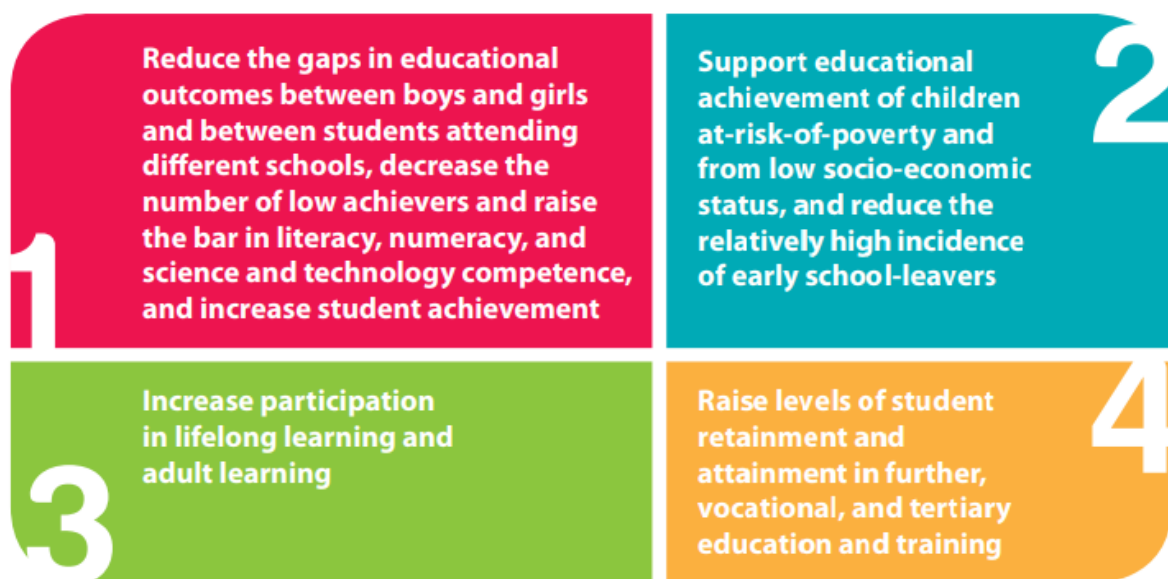 1
Reduce the gaps in educational
outcomes between boys and girls
and between students attending
different schools, decrease the
number of low achievers and raise
the bar in literacy, numeracy, and
science and technology competence,
and increase student achievement
2
Support educational
achievement of children
at-risk-of-poverty and
from low socio-economic
status, and reduce the
relatively high incidence
of early school-leavers
3
Increase participation
in lifelong learning and
adult learning
4
Raise levels of student
retainment and
attainment in further,
vocational, and tertiary
education and training